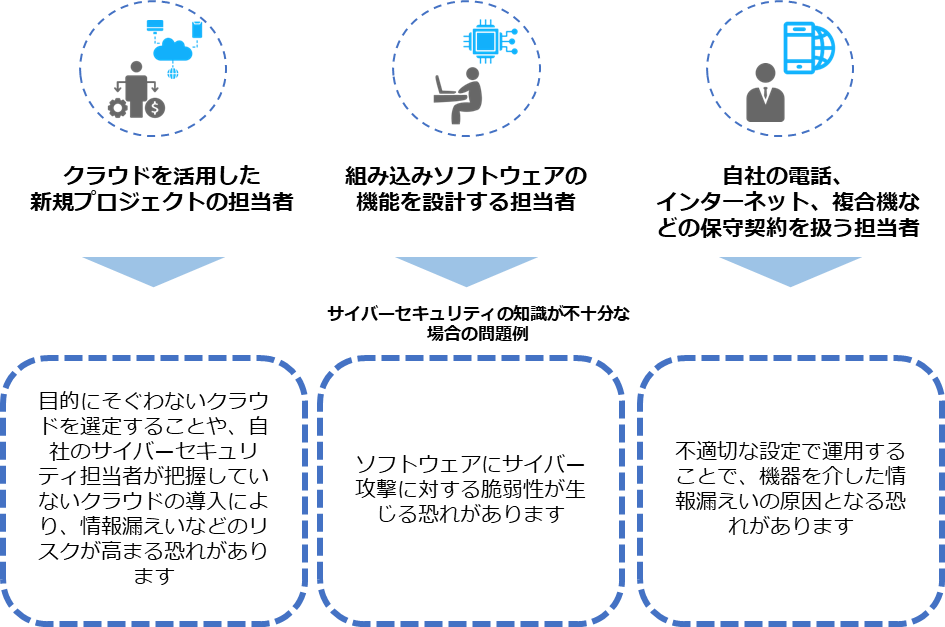 クラウドを活用した
新規プロジェクトの担当者
組み込みソフトウェアの
機能を設計する担当者
自社の電話、
インターネット、複合機な
どの保守契約を扱う担当者
サイバーセキュリティの知識が不十分な
場合の問題例
目的にそぐわないクラウ
ドを選定することや、自
社のサイバーセキュリ
ティ担当者が把握してい
ないクラウドの導入によ
り、情報漏えいなどのリ
スクが高まる恐れがあり
ます
ソフトウェアにサイバー
攻撃に対する脆弱性が生
じる恐れがあります
不適切な設定で運用する
ことで、機器を介した情
報漏えいの原因となる恐
れがあります